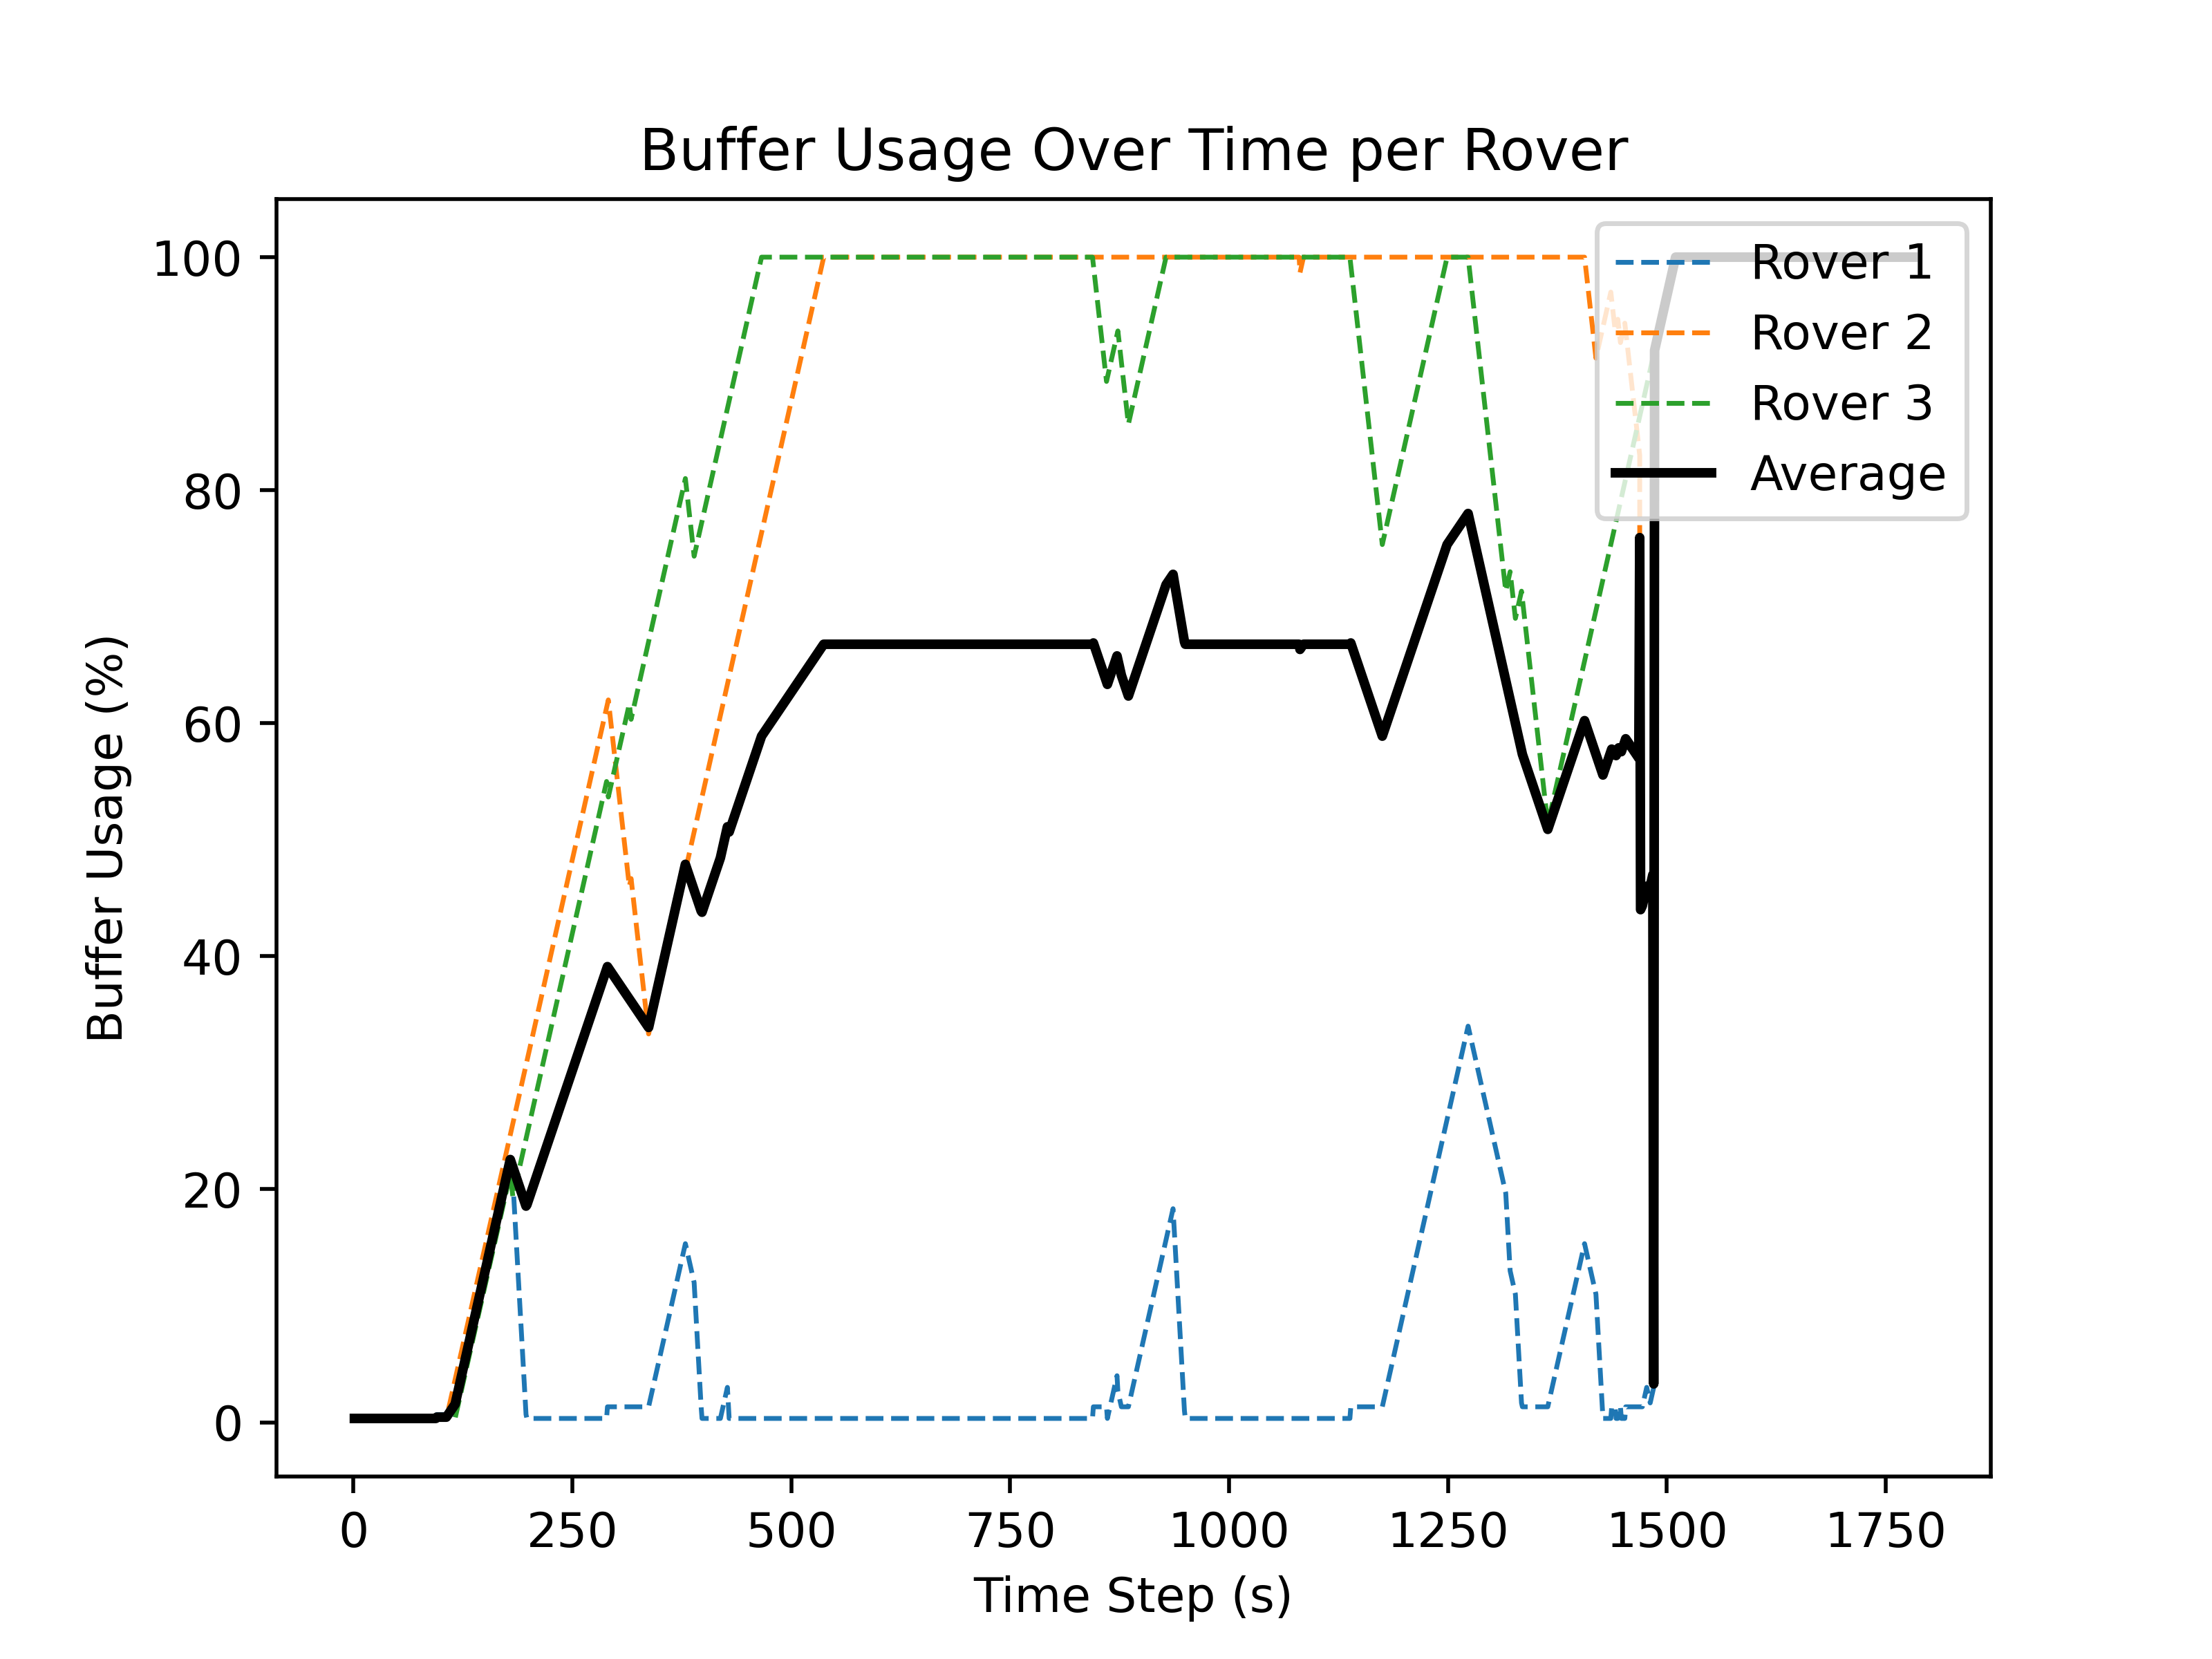 Buffer Usage Over Time per Rover
100
80
60
40
20
0
Buffer Usage (%)
0 250 500 750 1000 1250 1500 1750
Time Step (s)
Rover 1
Rover 2
Rover 3
Average